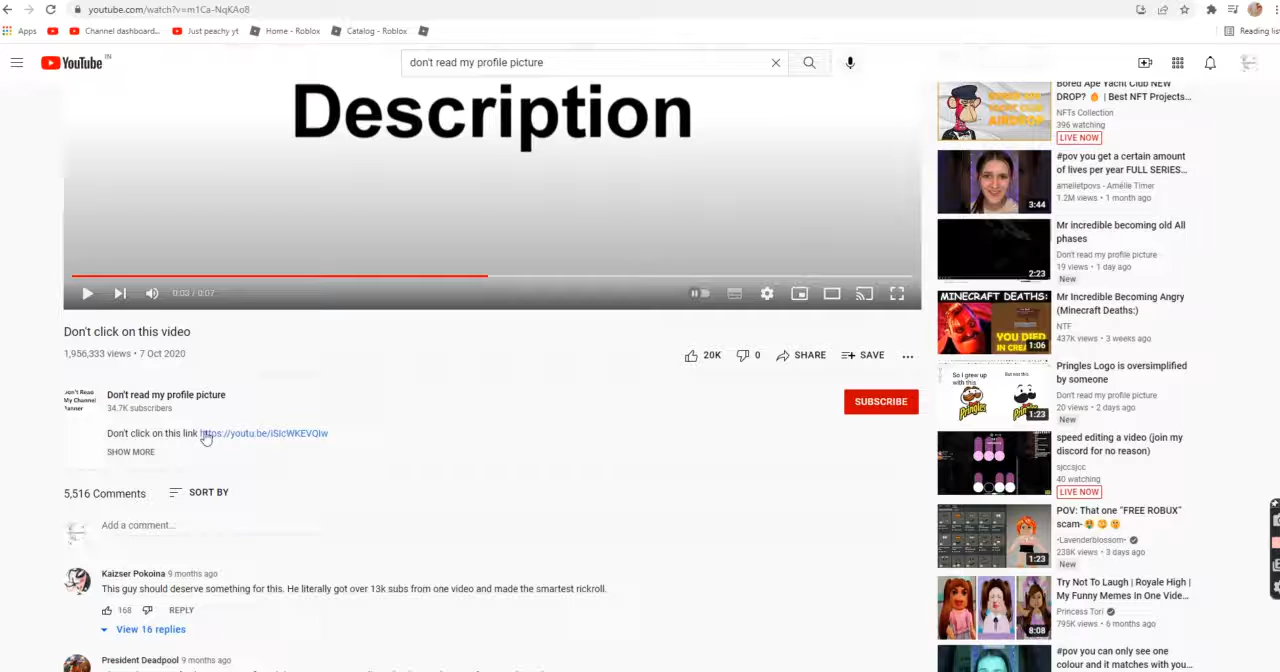 youtube.com/watch?v=m1Ca-NqKAo8
Apps
Channel dashboard...
Just peachy yt
Home - Roblox
Catalog - Roblox
Reading list
YouTube IN
don't read my profile picture
Description
0:03 / 0:07
Don't click on this video
1,956,333 views • 7 Oct 2020
20K
0
SHARE
SAVE
Don't Read
My Channel
Banner
Don't read my profile picture
34.7K subscribers
SUBSCRIBE
Don't click on this link https://youtu.be/iSIcWKEVQIw
SHOW MORE
5,516 Comments
SORT BY
Add a comment...
Kaizser Pokoina 9 months ago
This guy should deserve something for this. He literally got over 13k subs from one video and made the smartest rickroll.
168
REPLY
View 16 replies
President Deadpool 9 months ago
Bored Ape Yacht Club NEW
DROP? 🔥 | Best NFT Projects...
NFTs Collection
396 watching
LIVE NOW
#pov you get a certain amount
of lives per year FULL SERIES...
amelietpovs - Amélie Timer
1.2M views • 1 month ago
3:44
Mr incredible becoming old All
phases
Don't read my profile picture
19 views • 1 day ago
New
2:23
MINECRAFT DEATHS:
YOU DIED
1:06
Mr Incredible Becoming Angry
(Minecraft Deaths:)
NTF
437K views • 3 weeks ago
So i grew up
with this
But not this
Pringles
Pringles
1:23
Pringles Logo is oversimplified
by someone
Don't read my profile picture
20 views • 2 days ago
New
speed editing a video (join my
discord for no reason)
sjccsjcc
40 watching
LIVE NOW
POV: That one "FREE ROBUX"
scam-
•Lavenderblossom•
238K views • 3 days ago
New
1:23
Try Not To Laugh | Royale High |
My Funny Memes In One Vide...
Princess Tori
795K views • 6 months ago
8:08
#pov you can only see one
colour and it matches with you...